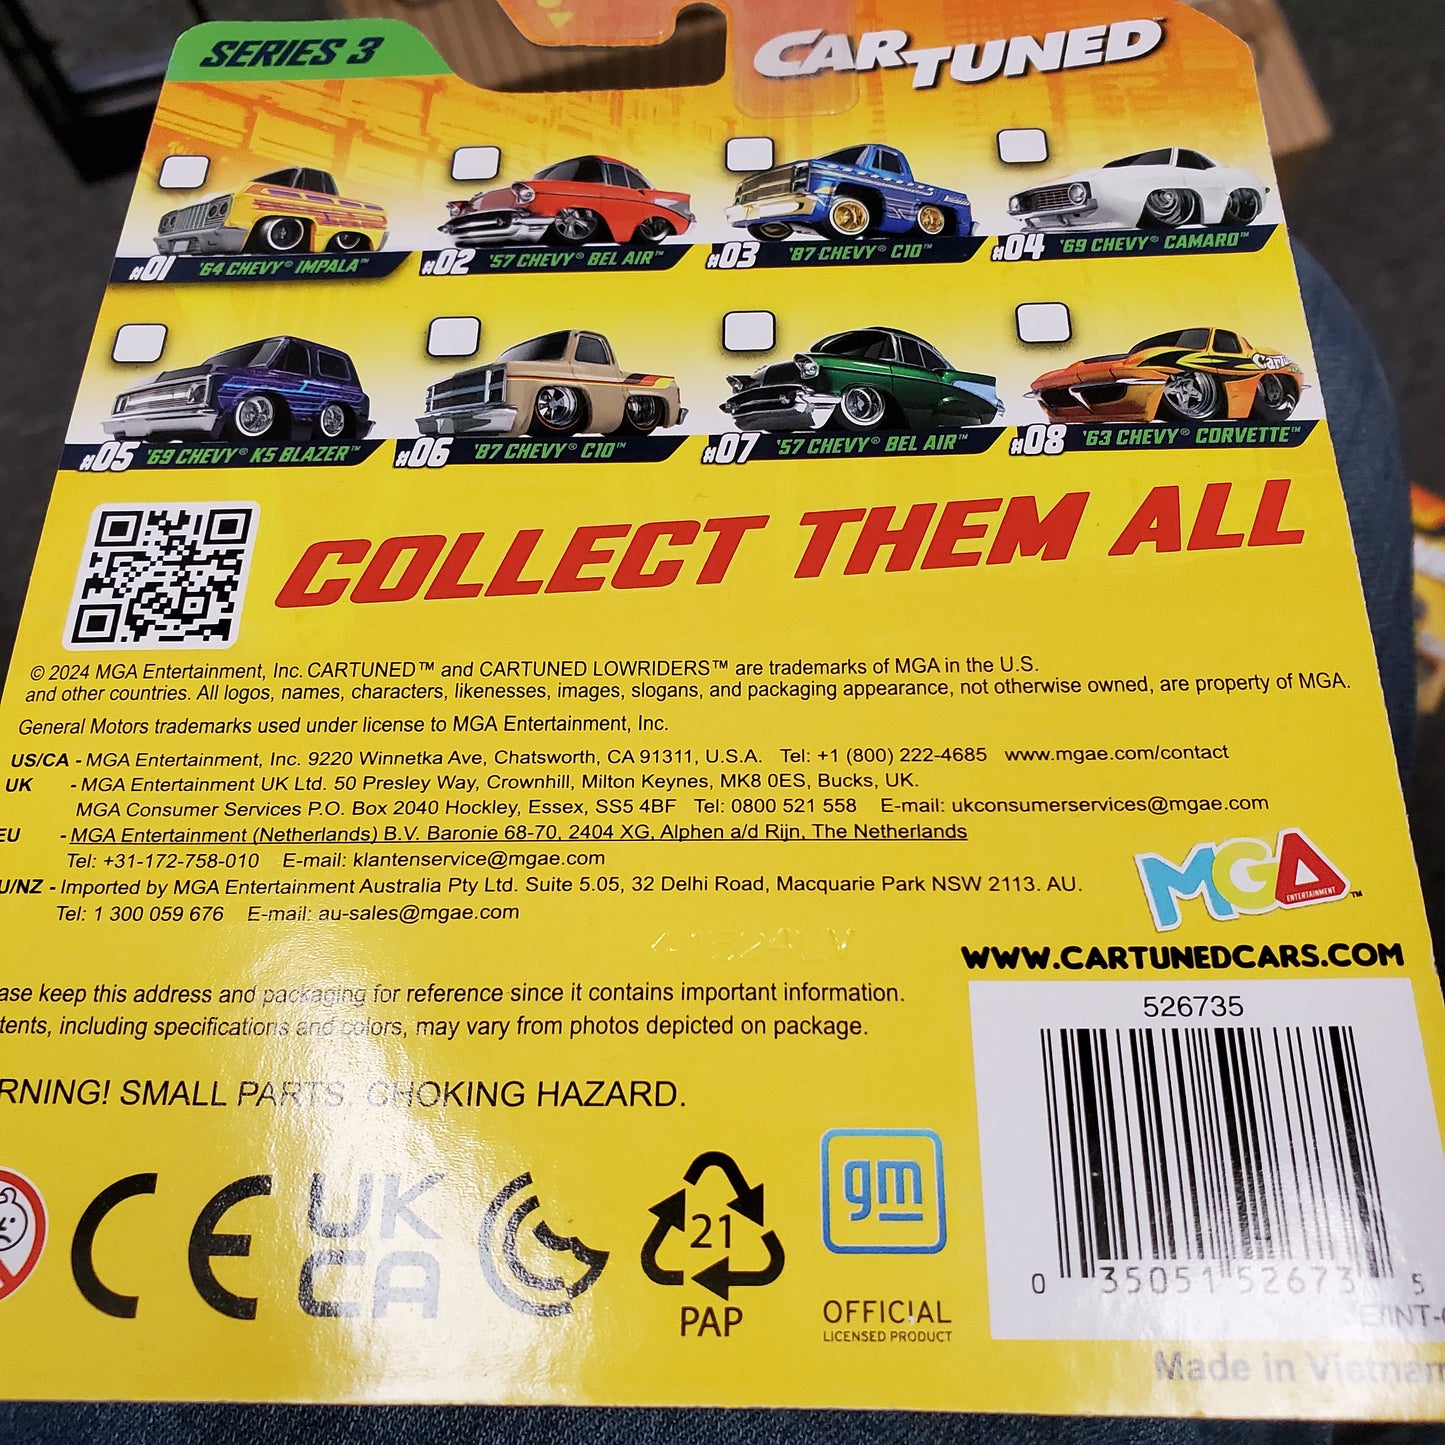 SERIES 3
CARTUNED™
#01 '64 CHEVY® IMPALA™
#02 '57 CHEVY® BEL AIR™
#03 '87 CHEVY® C10™
#04 '69 CHEVY® CAMARO™
#05 '69 CHEVY® K5 BLAZER™
#06 '87 CHEVY® C10™
#07 '57 CHEVY® BEL AIR™
#08 '63 CHEVY® CORVETTE™
COLLECT THEM ALL
© 2024 MGA Entertainment, Inc. CARTUNED™ and CARTUNED LOWRIDERS™ are trademarks of MGA in the U.S.
and other countries. All logos, names, characters, likenesses, images, slogans, and packaging appearance, not otherwise owned, are property of MGA.
General Motors trademarks used under license to MGA Entertainment, Inc.
US/CA - MGA Entertainment, Inc. 9220 Winnetka Ave, Chatsworth, CA 91311, U.S.A. Tel: +1 (800) 222-4685 www.mgae.com/contact
UK - MGA Entertainment UK Ltd. 50 Presley Way, Crownhill, Milton Keynes, MK8 0ES, Bucks, UK.
MGA Consumer Services P.O. Box 2040 Hockley, Essex, SS5 4BF Tel: 0800 521 558 E-mail: ukconsumerservices@mgae.com
EU - MGA Entertainment (Netherlands) B.V. Baronie 68-70, 2404 XG, Alphen a/d Rijn, The Netherlands
Tel: +31-172-758-010 E-mail: klantenservice@mgae.com
U/NZ - Imported by MGA Entertainment Australia Pty Ltd. Suite 5.05, 32 Delhi Road, Macquarie Park NSW 2113. AU.
Tel: 1 300 059 676 E-mail: au-sales@mgae.com
MGA ENTERTAINMENT™
WWW.CARTUNEDCARS.COM
ase keep this address and packaging for reference since it contains important information.
tents, including specifications and colors, may vary from photos depicted on package.
RNING! SMALL PARTS. CHOKING HAZARD.
526735
0 35051 52673 5
CE
UK
CA
21
PAP
gm
OFFICIAL
LICENSED PRODUCT
E/INT-
Made in Vietnam